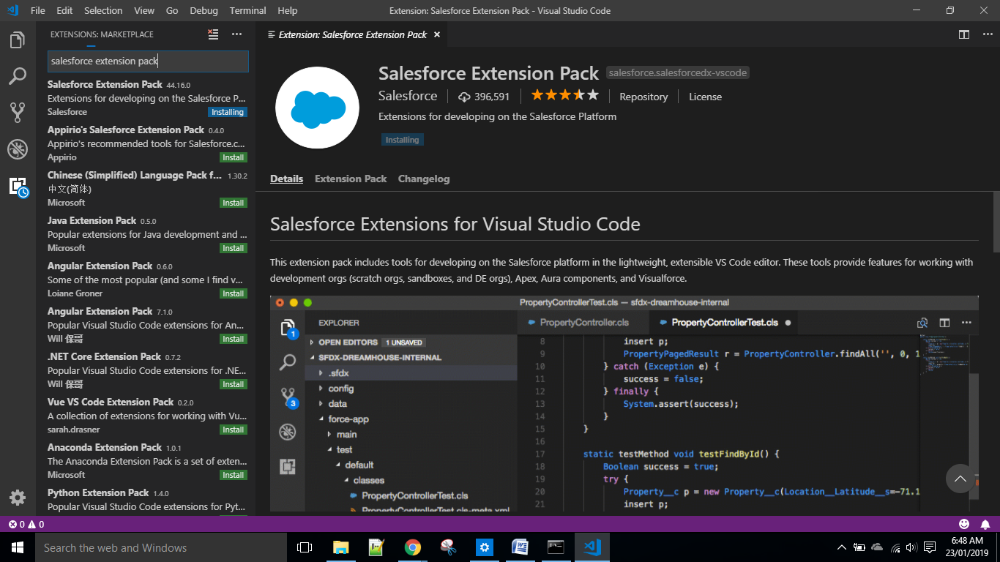 File Edit Selection View Go Debug Terminal Help
Extension: Salesforce Extension Pack - Visual Studio Code
EXTENSIONS: MARKETPLACE
salesforce extension pack
Salesforce Extension Pack 44.16.0
Extensions for developing on the Salesforce P...
Salesforce Installing
Appirio's Salesforce Extension Pack 0.4.0
Appirio's recommended tools for Salesforce.c...
Appirio Install
Chinese (Simplified) Language Pack f... 1.30.2
中文(简体)
Microsoft Install
Java Extension Pack 0.5.0
Popular extensions for Java development and ...
Microsoft Install
Angular Extension Pack 0.6.0
Some of the most popular (and some I find v...
Loiane Groner Install
Angular Extension Pack 7.1.0
Popular Visual Studio Code extensions for An...
Will 保哥 Install
.NET Core Extension Pack 0.7.2
Popular Visual Studio Code extensions for .NE...
Will 保哥 Install
Vue VS Code Extension Pack 0.2.0
A collection of extensions for working with Vu...
sarah.drasner Install
Anaconda Extension Pack 1.0.1
The Anaconda Extension Pack is a set of exten...
Microsoft Install
Python Extension Pack 1.4.0
Popular Visual Studio Code extensions for Pyt...
Extension: Salesforce Extension Pack
Salesforce Extension Pack salesforce.salesforcedx-vscode
Salesforce 396,591 Repository License
Extensions for developing on the Salesforce Platform
Installing
Details Extension Pack Changelog
Salesforce Extensions for Visual Studio Code
This extension pack includes tools for developing on the Salesforce platform in the lightweight, extensible VS Code editor. These tools provide features for working with
development orgs (scratch orgs, sandboxes, and DE orgs), Apex, Aura components, and Visualforce.
PropertyControllerTest.cls — sfdx-dreamhouse-internal
EXPLORER
OPEN EDITORS 1 UNSAVED
SFDX-DREAMHOUSE-INTERNAL
.sfdx
config
data
force-app
main
test
default
classes
PropertyControllerTest.cls
PropertyControllerTest.cls-meta.xml
1
3
PropertyController.cls PropertyControllerTest.cls
8 insert p;
9 PropertyPagedResult r = PropertyController.findAll('', 0, 1
10 } catch (Exception e) {
11 success = false;
12 } finally {
13 System.assert(success);
14 }
15 }
16
17 static testMethod void testFindById() {
18 Boolean success = true;
19 try {
20 Property__c p = new Property__c(Location__Latitude__s=-71.1
21 insert p;
0 0
Search the web and Windows
6:48 AM
23/01/2019